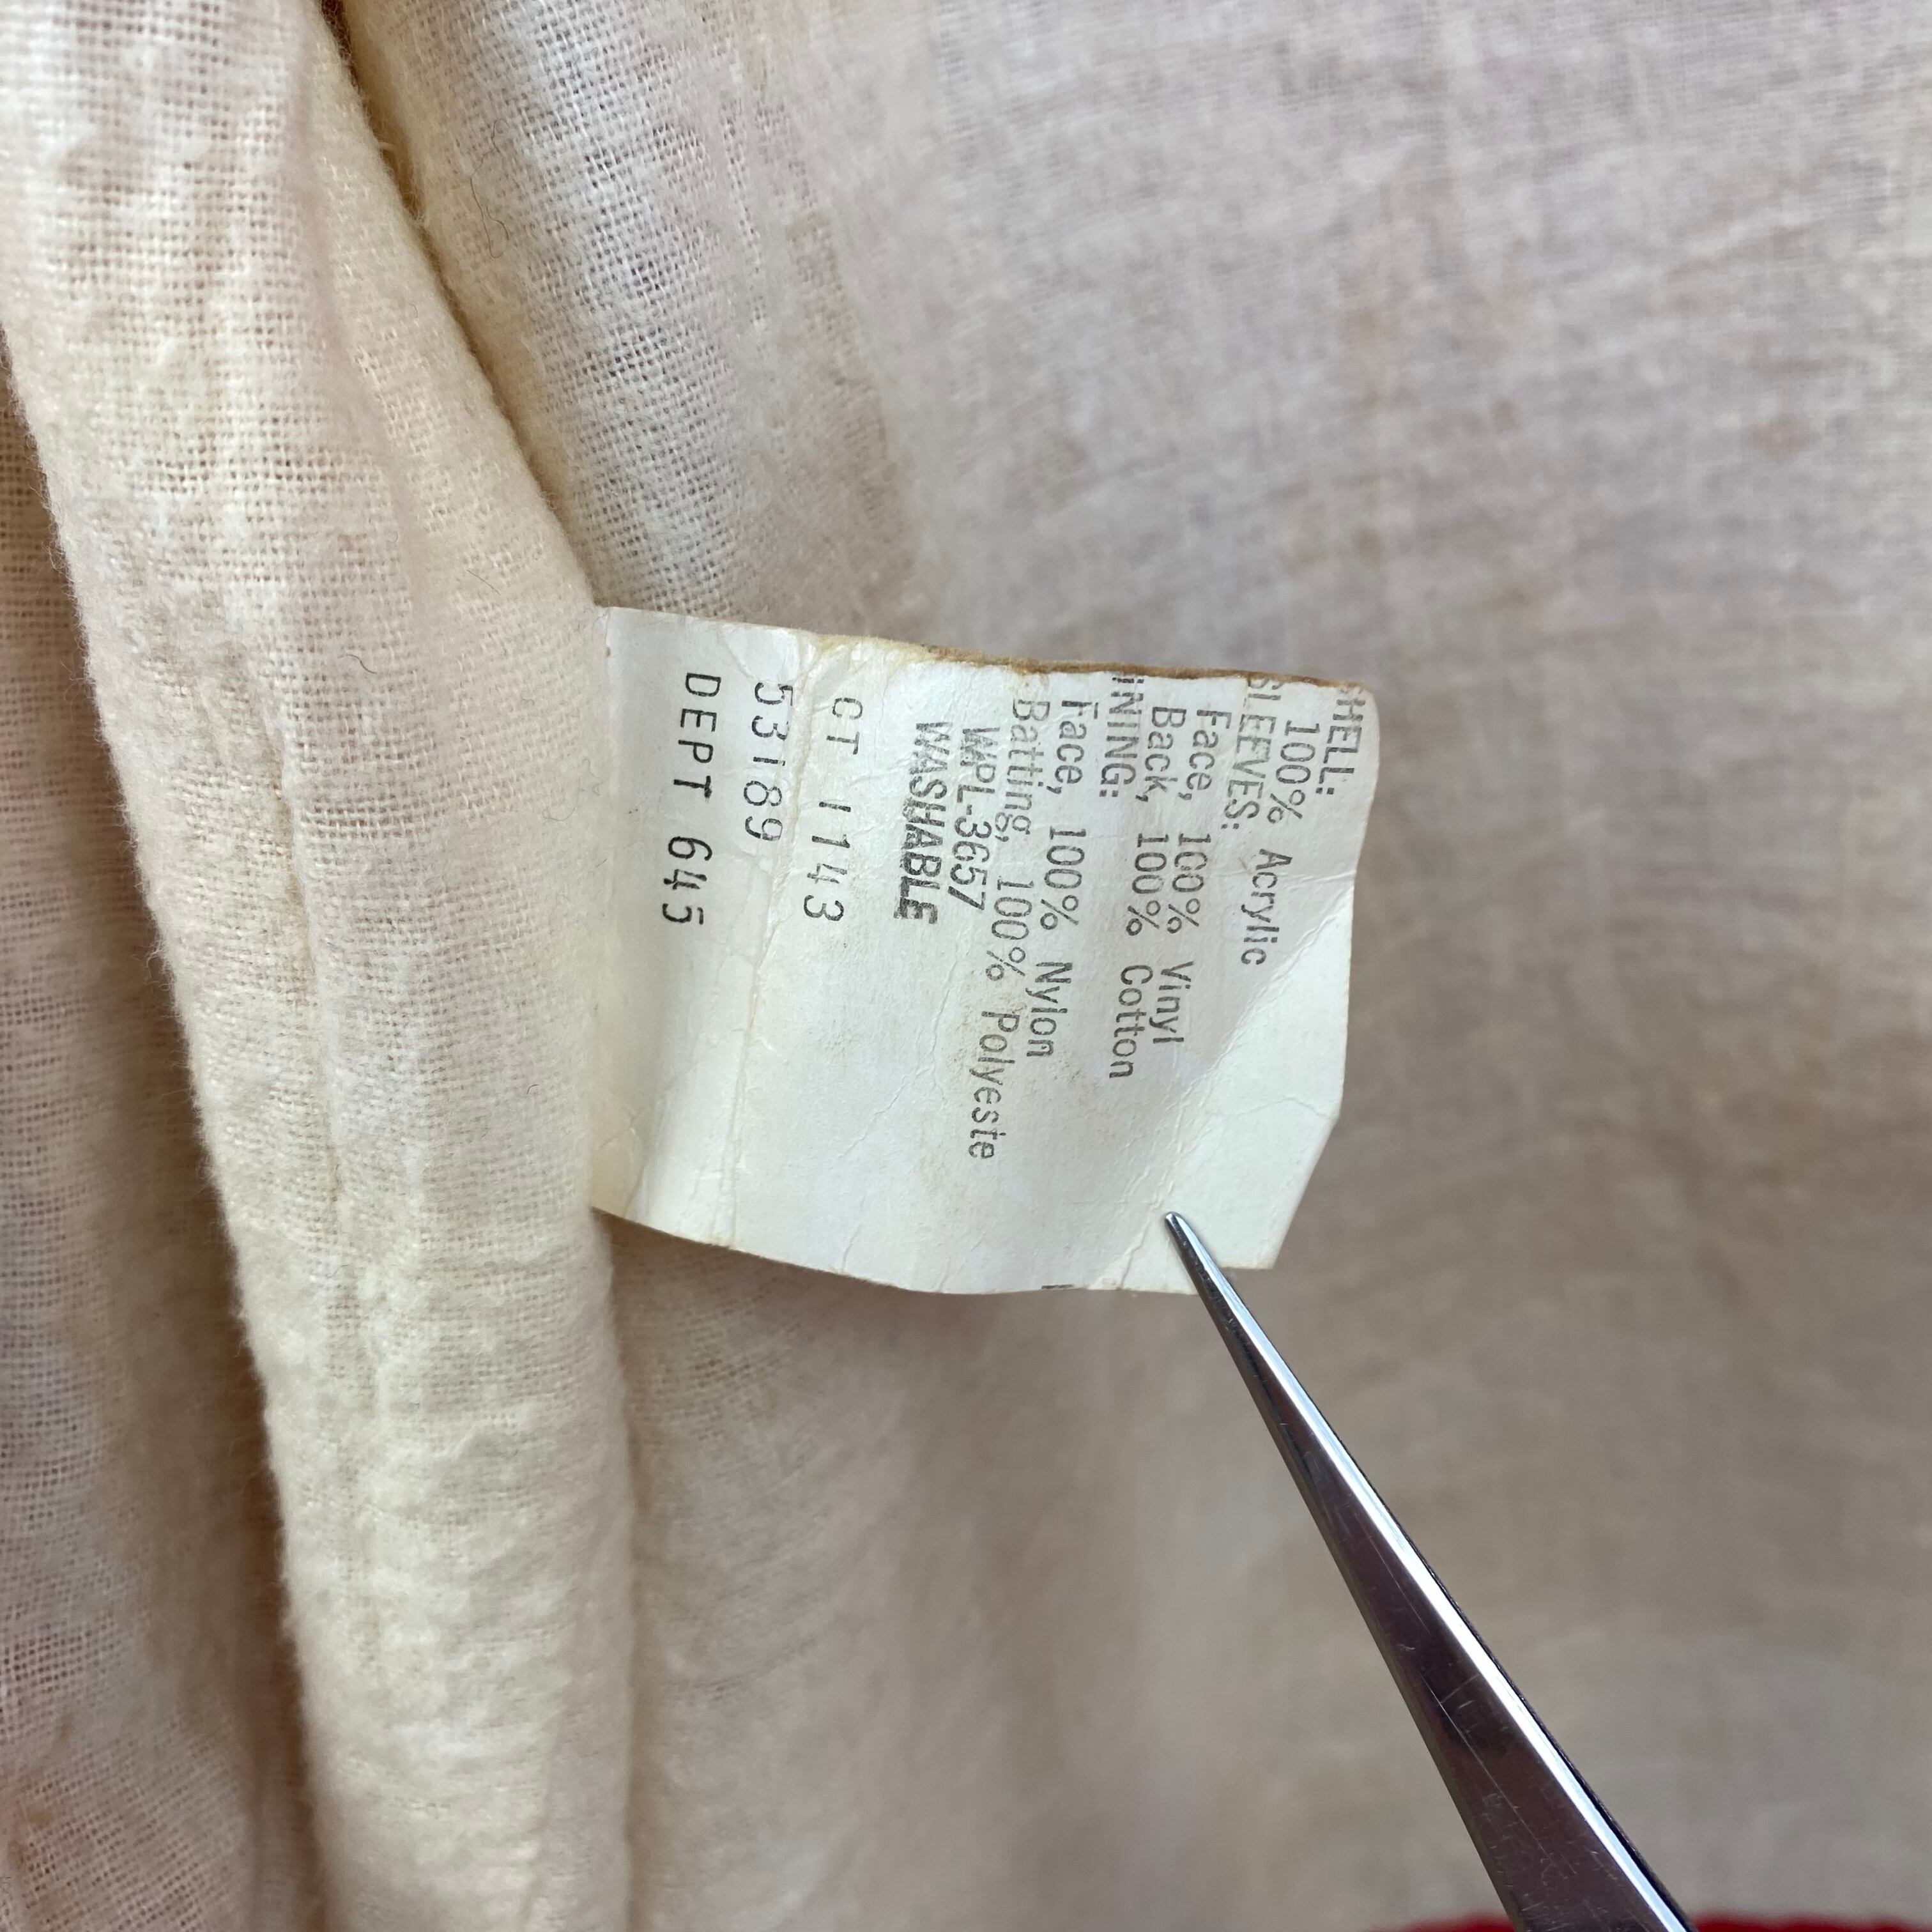 HELL:
100% Acrylic
SLEEVES:
Face, 100% Vinyl
Back, 100% Cotton
INING:
Face, 100% Nylon
Batting, 100% Polyeste
WPL-3657
WASHABLE
CT 1143
53189
DEPT 645